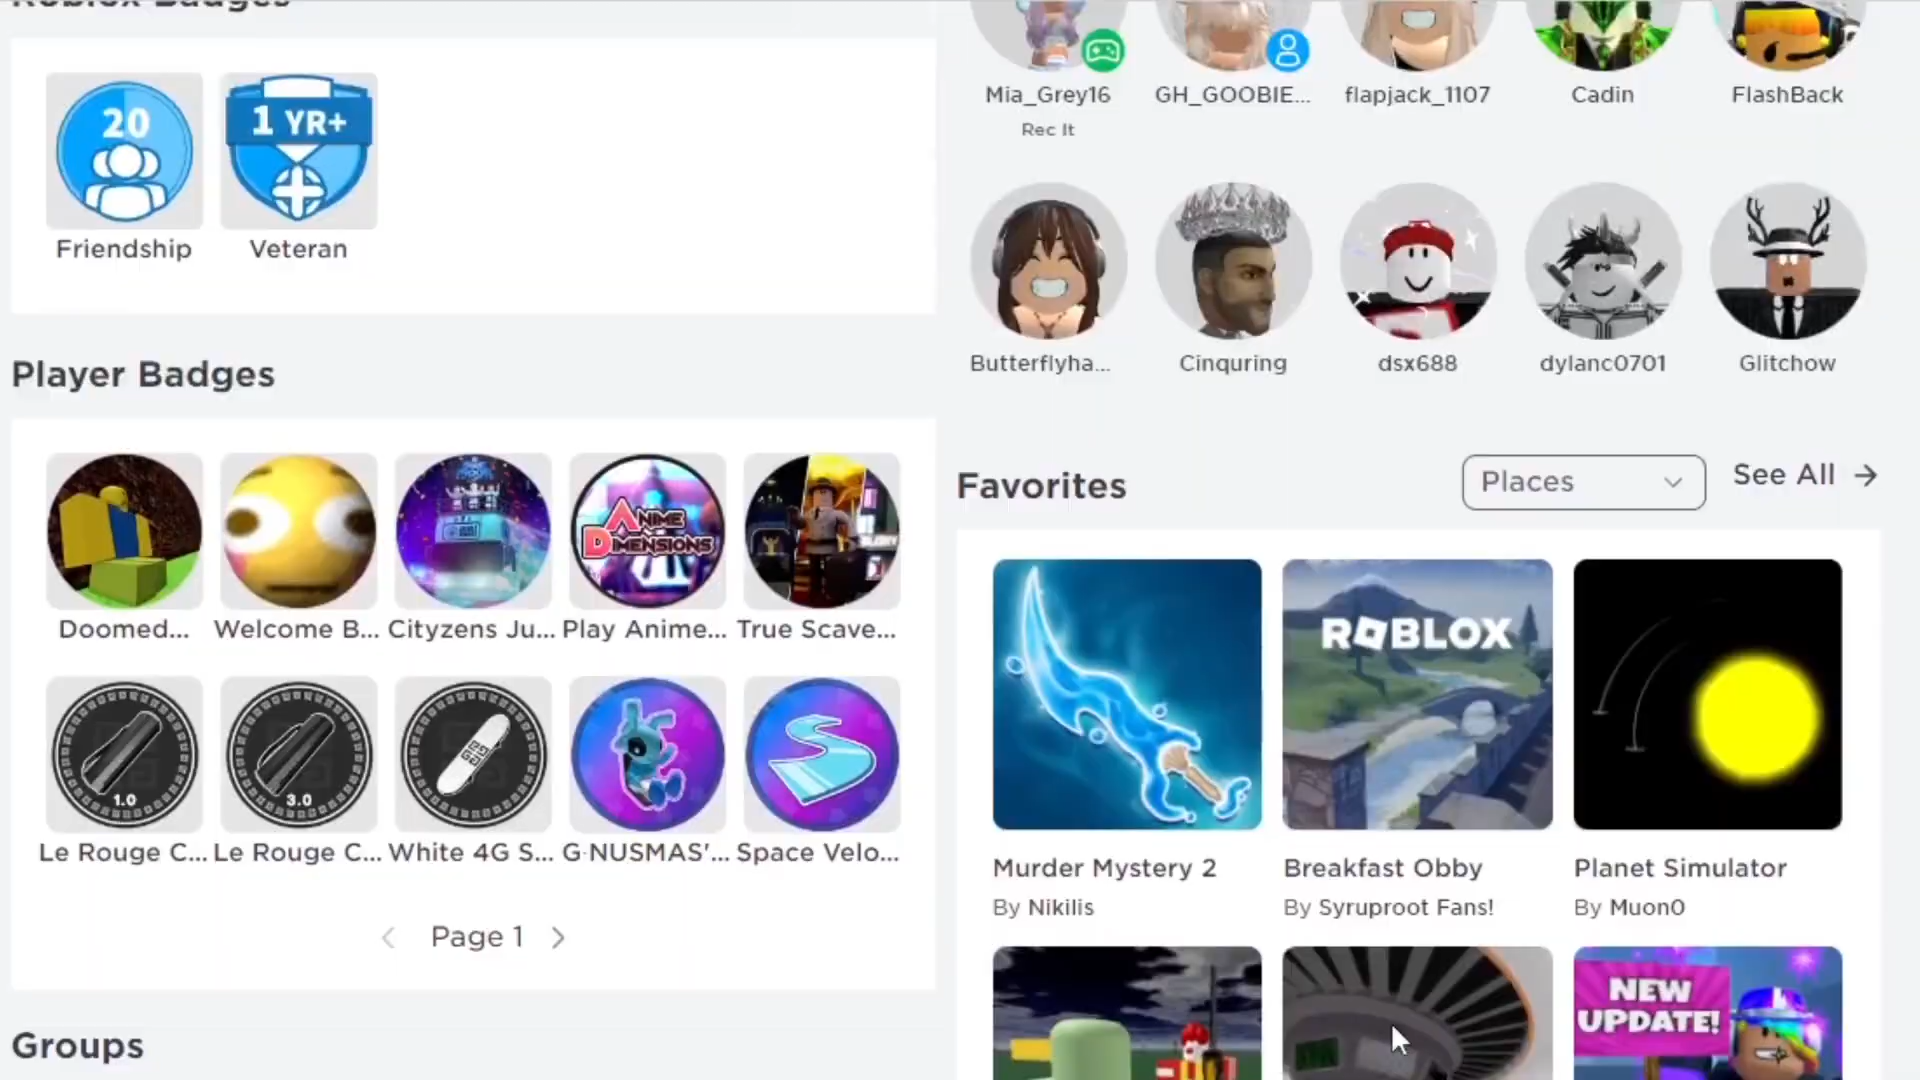 Roblox Badges
20
1 YR+
Friendship
Veteran
Player Badges
ANIME
DIMENSIONS
Doomed...
Welcome B...
Cityzens Ju...
Play Anime...
True Scave...
1.0
3.0
Le Rouge C...
Le Rouge C...
White 4G S...
G·NUSMAS'...
Space Velo...
Page 1
Groups
Mia_Grey16
Rec It
GH_GOOBIE...
flapjack_1107
Cadin
FlashBack
Butterflyha...
Cinquring
dsx688
dylanc0701
Glitchow
Favorites
Places
See All
ROBLOX
Murder Mystery 2
By Nikilis
Breakfast Obby
By Syruproot Fans!
Planet Simulator
By Muon0
NEW
UPDATE!